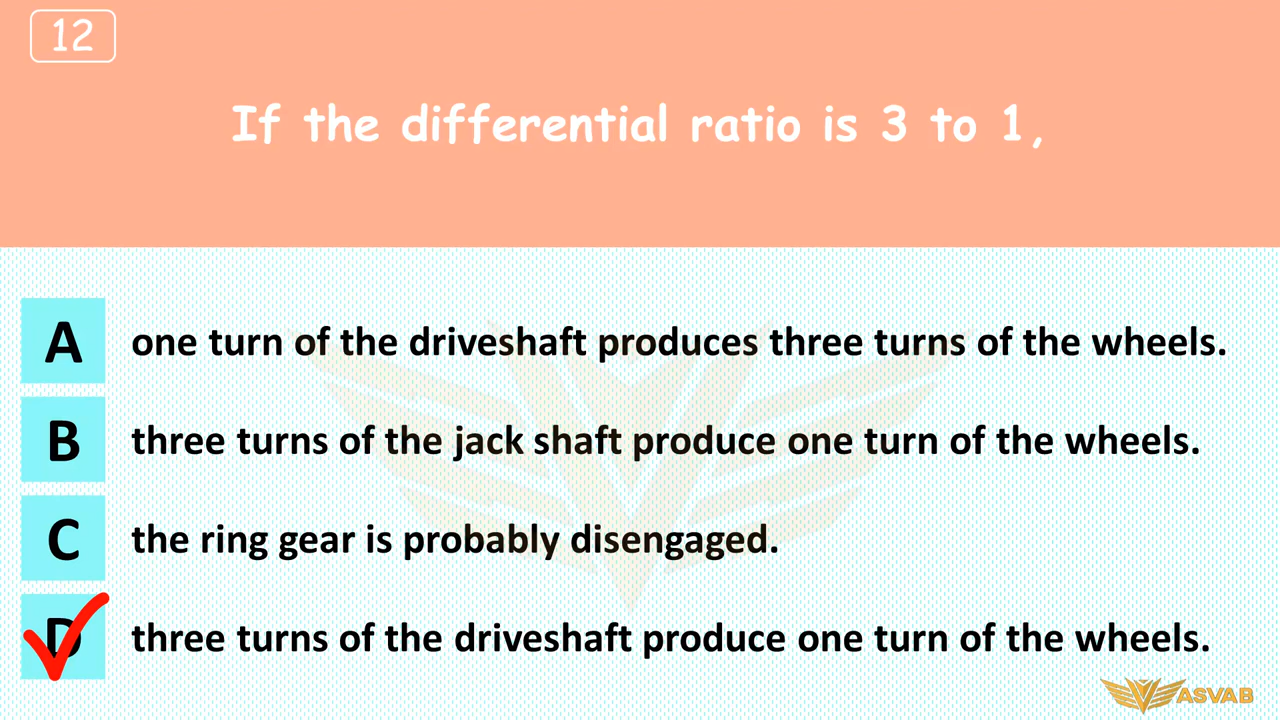 12
If the differential ratio is 3 to 1,
A one turn of the driveshaft produces three turns of the wheels.
B three turns of the jack shaft produce one turn of the wheels.
C the ring gear is probably disengaged.
D three turns of the driveshaft produce one turn of the wheels.
ASVAB